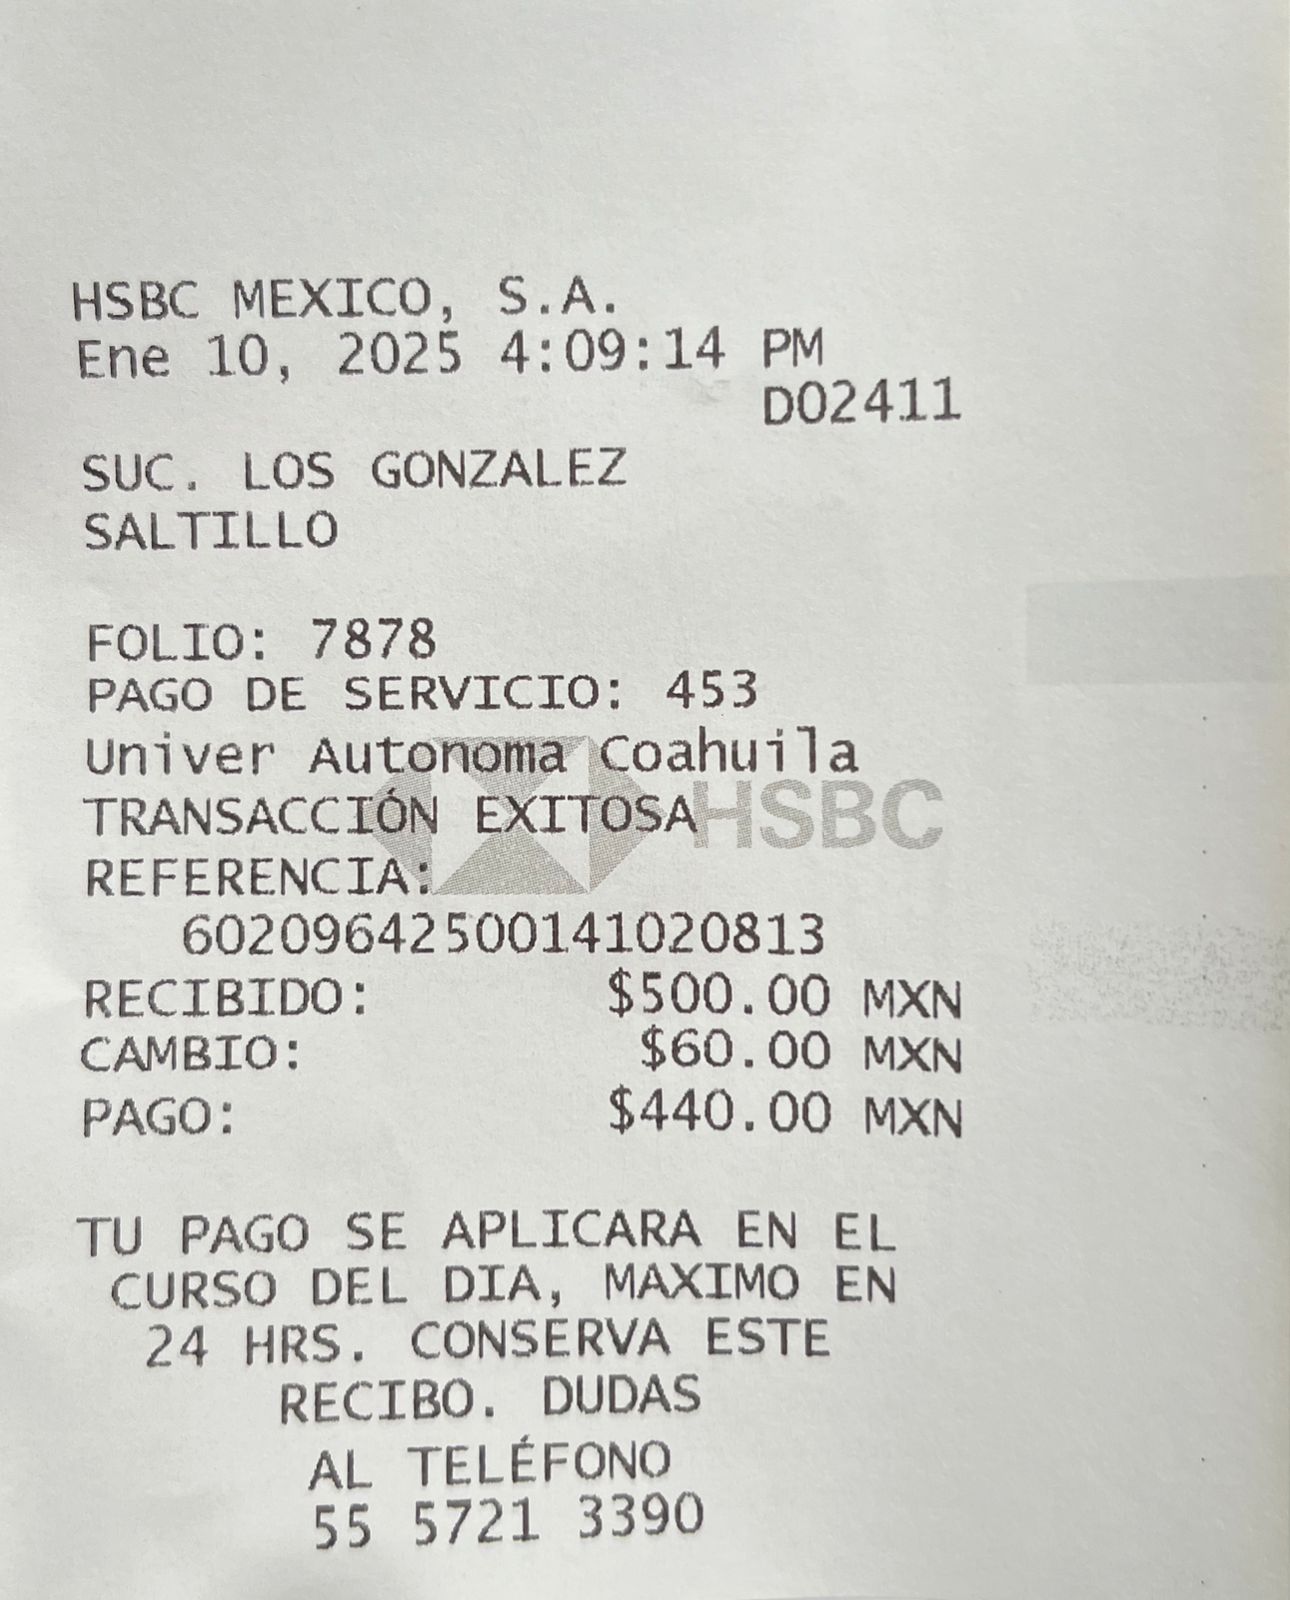 HSBC MEXICO, S.A.
Ene 10, 2025 4:09:14 PM
D02411
SUC. LOS GONZALEZ
SALTILLO
FOLIO: 7878
PAGO DE SERVICIO: 453
Univer Autonoma Coahuila
TRANSACCIÓN EXITOSA
HSBC
REFERENCIA:
60209642500141020813
RECIBIDO: $500.00 MXN
CAMBIO: $60.00 MXN
PAGO: $440.00 MXN
TU PAGO SE APLICARA EN EL
CURSO DEL DIA, MAXIMO EN
24 HRS. CONSERVA ESTE
RECIBO. DUDAS
AL TELÉFONO
55 5721 3390